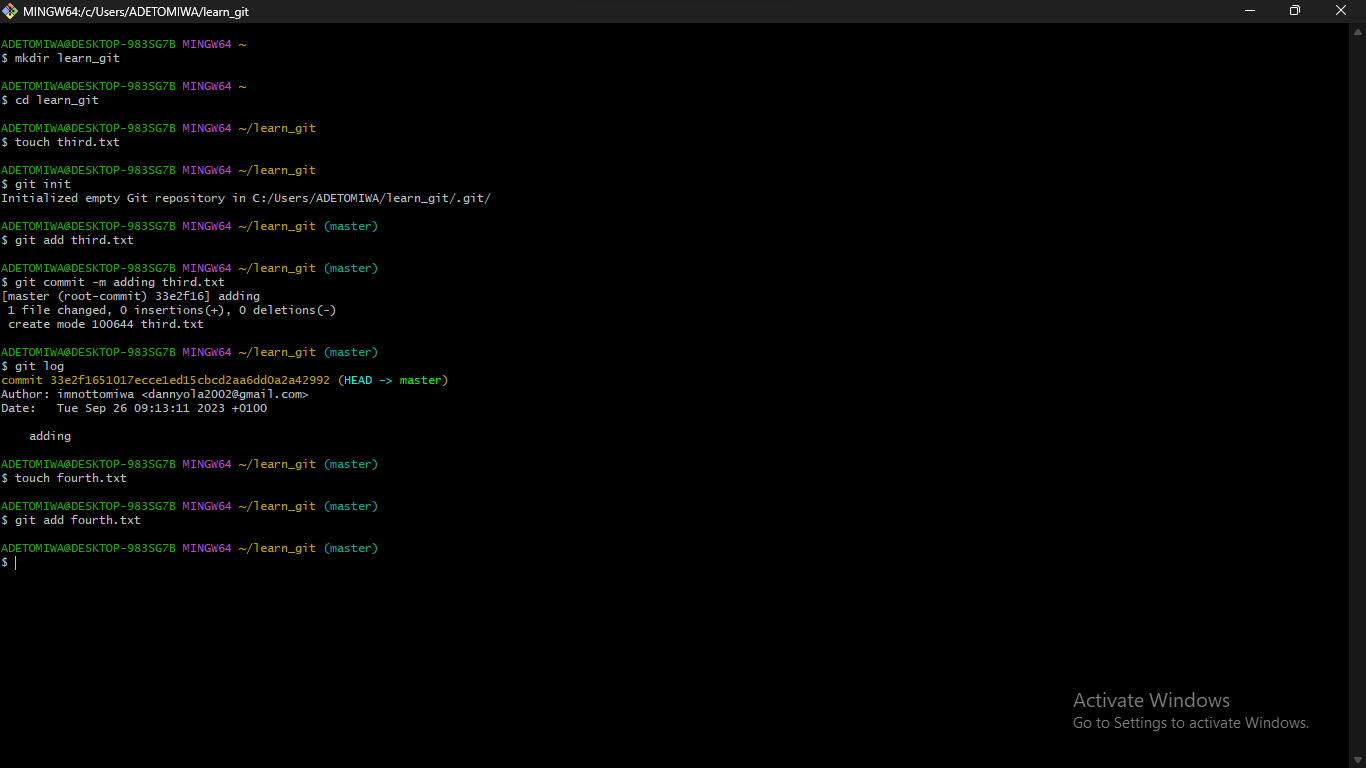 MINGW64:/c/Users/ADETOMIWA/learn_git
ADETOMIWA@DESKTOP-983SG7B MINGW64 ~
$ mkdir learn_git
ADETOMIWA@DESKTOP-983SG7B MINGW64 ~
$ cd learn_git
ADETOMIWA@DESKTOP-983SG7B MINGW64 ~/learn_git
$ touch third.txt
ADETOMIWA@DESKTOP-983SG7B MINGW64 ~/learn_git
$ git init
Initialized empty Git repository in C:/Users/ADETOMIWA/learn_git/.git/
ADETOMIWA@DESKTOP-983SG7B MINGW64 ~/learn_git (master)
$ git add third.txt
ADETOMIWA@DESKTOP-983SG7B MINGW64 ~/learn_git (master)
$ git commit -m adding third.txt
[master (root-commit) 33e2f16] adding
 1 file changed, 0 insertions(+), 0 deletions(-)
 create mode 100644 third.txt
ADETOMIWA@DESKTOP-983SG7B MINGW64 ~/learn_git (master)
$ git log
commit 33e2f1651017ecce1ed15cbcd2aa6dd0a2a42992 (HEAD -> master)
Author: imnottomiwa <dannyola2002@gmail.com>
Date:   Tue Sep 26 09:13:11 2023 +0100
    adding
ADETOMIWA@DESKTOP-983SG7B MINGW64 ~/learn_git (master)
$ touch fourth.txt
ADETOMIWA@DESKTOP-983SG7B MINGW64 ~/learn_git (master)
$ git add fourth.txt
ADETOMIWA@DESKTOP-983SG7B MINGW64 ~/learn_git (master)
$
Activate Windows
Go to Settings to activate Windows.